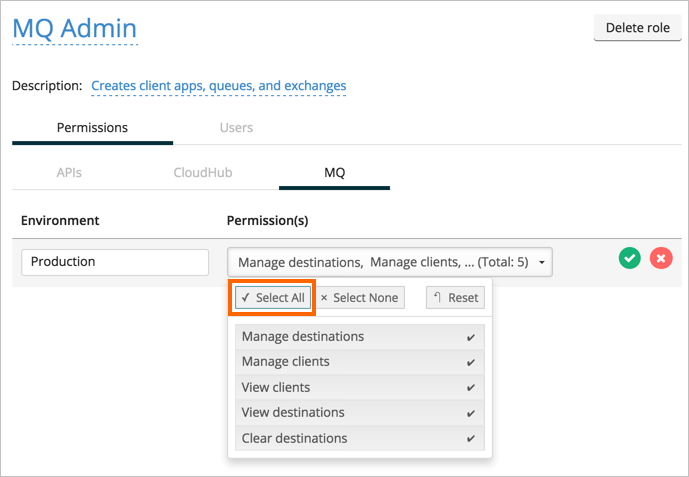 MQ Admin
Delete role
Description: Creates client apps, queues, and exchanges
Permissions Users
APIs CloudHub MQ
Environment Permission(s)
Production Manage destinations, Manage clients, ... (Total: 5)
Select All Select None Reset
Manage destinations
Manage clients
View clients
View destinations
Clear destinations